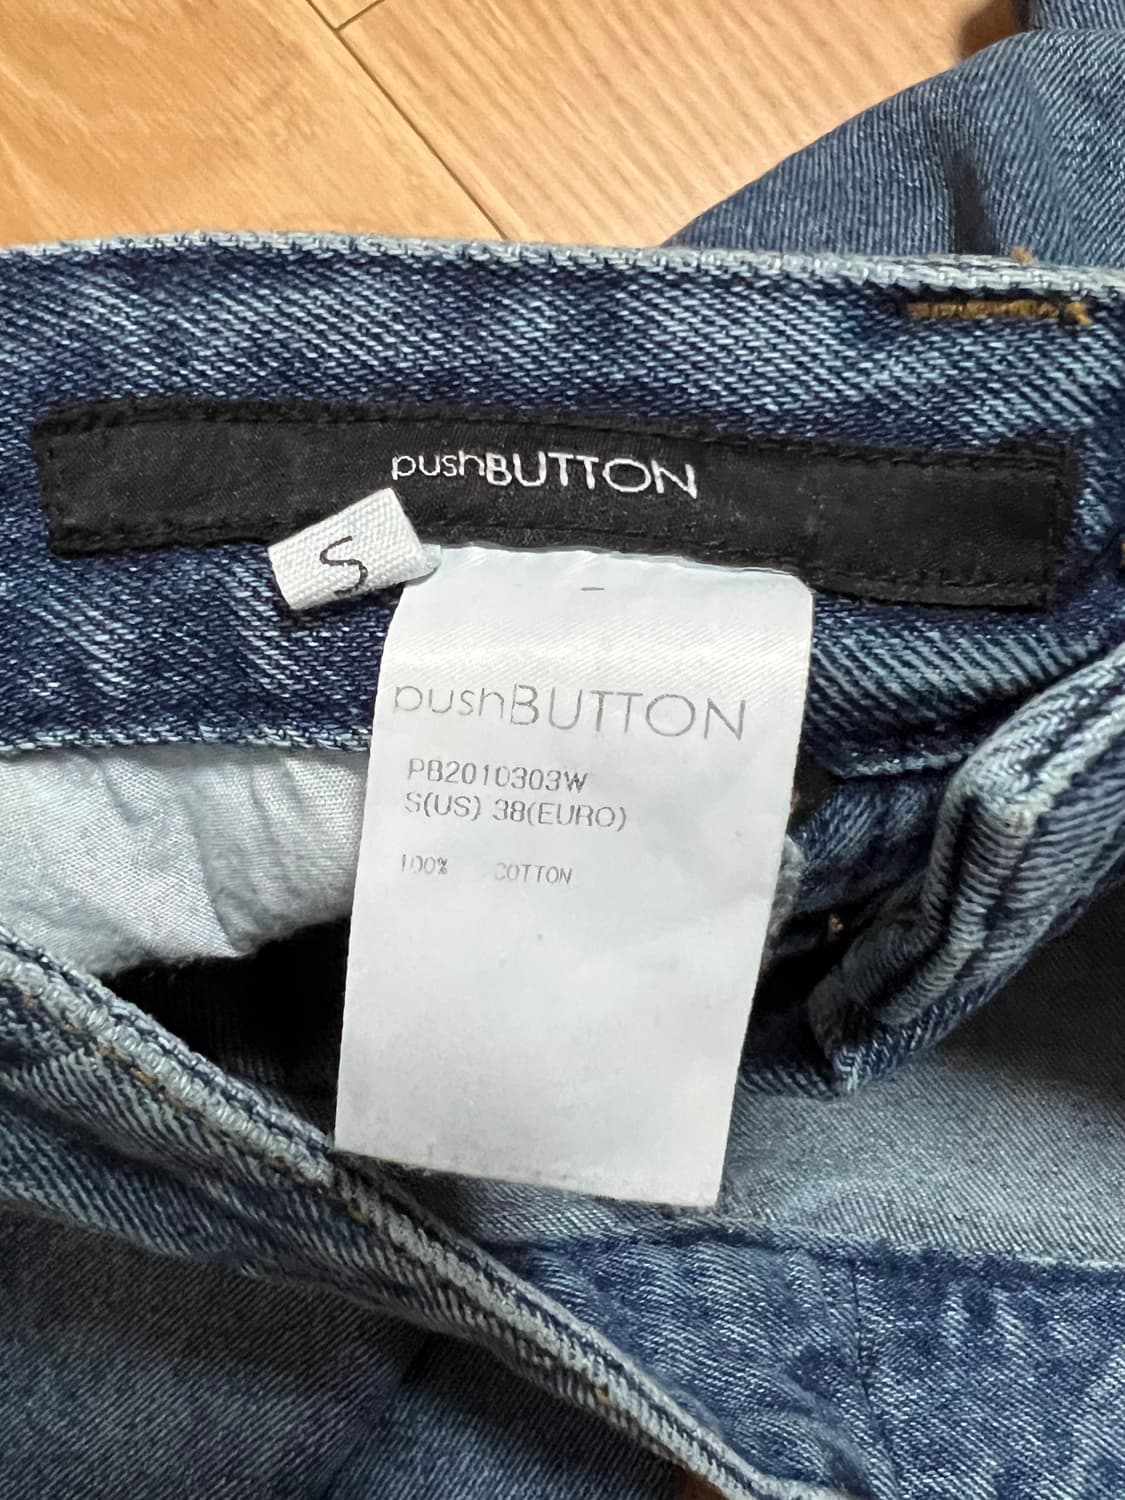 pushBUTTON
S
pushBUTTON
PB2010303W
S(US) 38(EURO)
100% COTTON